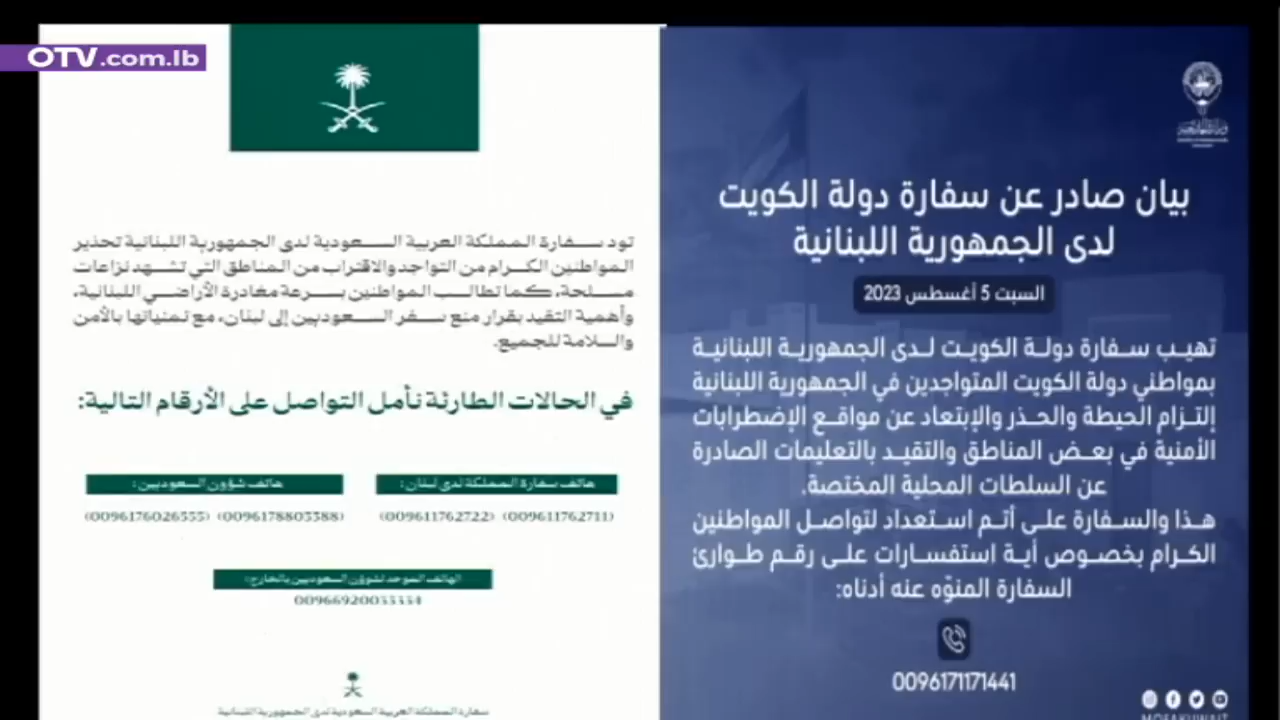 OTV.com.lb
بيان صادر عن سفارة دولة الكويت
لدى الجمهورية اللبنانية
السبت 5 أغسطس 2023
تهيب سفارة دولة الكويت لدى الجمهورية اللبنانية
بمواطني دولة الكويت المتواجدين في الجمهورية اللبنانية
إلتزام الحيطة والحذر والإبتعاد عن مواقع الإضطرابات
الأمنية في بعض المناطق والتقيد بالتعليمات الصادرة
عن السلطات المحلية المختصة.
هذا والسفارة على أتم استعداد لتواصل المواطنين
الكرام بخصوص أية استفسارات على رقم طوارئ
السفارة المنوّه عنه أدناه:
0096171171441
تود سفارة المملكة العربية السعودية لدى الجمهورية اللبنانية تحذير
المواطنين الكرام من التواجد والاقتراب من المناطق التي تشهد نزاعات
مسلحة، كما تطالب المواطنين بسرعة مغادرة الأراضي اللبنانية،
وأهمية التقيد بقرار منع سفر السعوديين إلى لبنان، مع تمنياتها بالأمن
والسلامة للجميع.
في الحالات الطارئة نأمل التواصل على الأرقام التالية:
هاتف سفارة المملكة لدى لبنان:
(009611762711) (009611762722)
هاتف شؤون السعوديين:
(0096178803388) (0096176026555)
الهاتف الموحد لشؤون السعوديين بالخارج:
00966920033334
سفارة المملكة العربية السعودية لدى الجمهورية اللبنانية